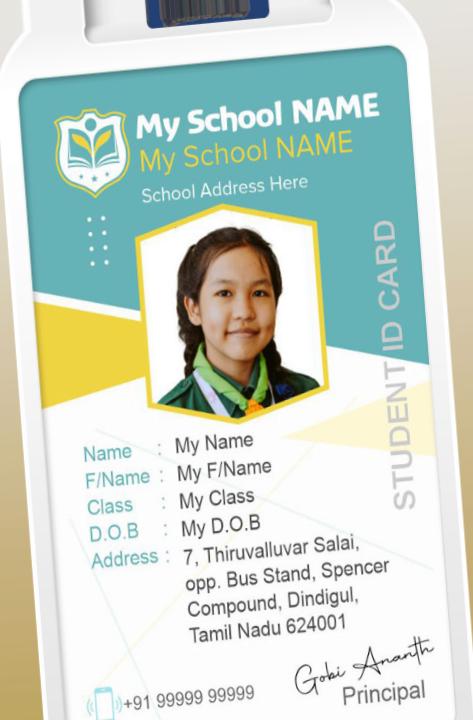 My School NAME
My School NAME
School Address Here
STUDENT ID CARD
Name : My Name
F/Name : My F/Name
Class : My Class
D.O.B : My D.O.B
Address : 7, Thiruvalluvar Salai,
opp. Bus Stand, Spencer
Compound, Dindigul,
Tamil Nadu 624001
Gobi Ananth
+91 99999 99999
Principal